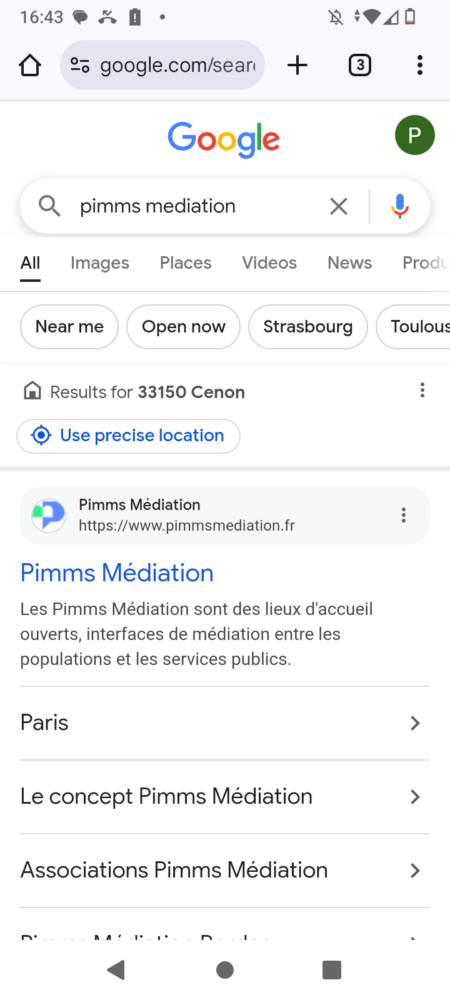 16:43
google.com/sear
3
Google
P
pimms mediation
All Images Places Videos News Produ
Near me Open now Strasbourg Toulous
Results for 33150 Cenon
Use precise location
Pimms Médiation
https://www.pimmsmediation.fr
Pimms Médiation
Les Pimms Médiation sont des lieux d'accueil
ouverts, interfaces de médiation entre les
populations et les services publics.
Paris
Le concept Pimms Médiation
Associations Pimms Médiation
Pimms Médiation